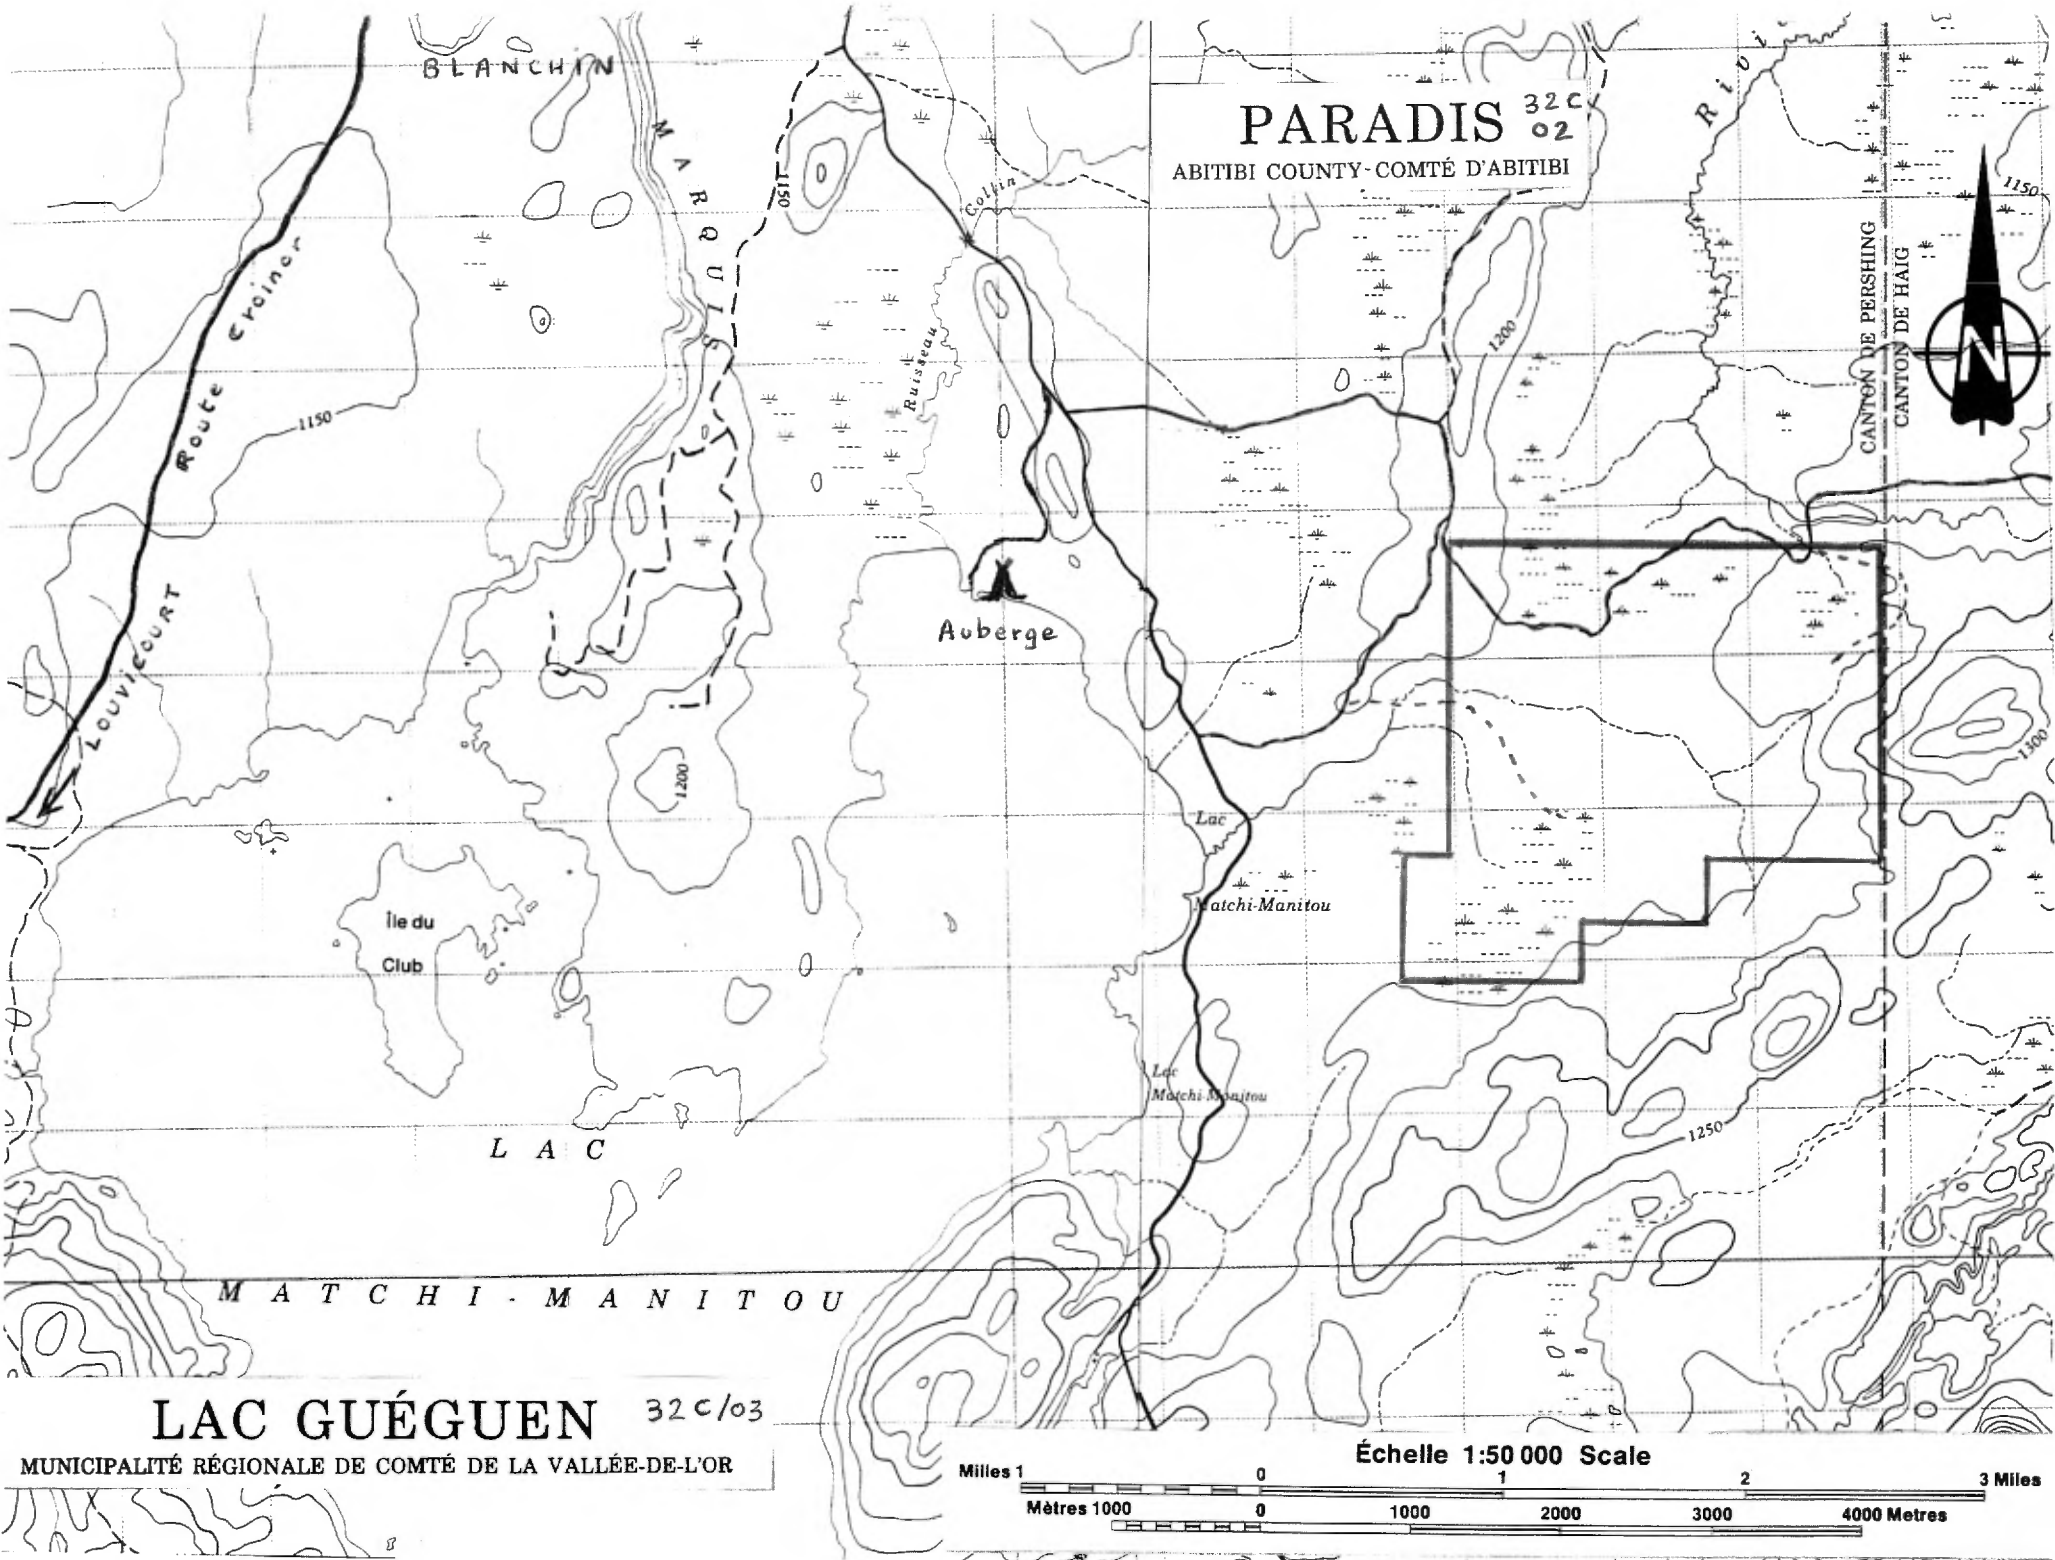 BLANCHIN
MARQUIS
1150
PARADIS 32C
02
ABITIBI COUNTY-COMTÉ D'ABITIBI
Rivi
1150
CANTON DE PERSHING
CANTON DE HAIG
N
Route Croinor
Ruisseau
Collin
1200
1150
LOUVICOURT
Auberge
1200
1300
Lac
Matchi-Manitou
Île du
Club
Lac
Matchi-Manitou
LAC
1250
MATCHI-MANITOU
LAC GUÉGUEN 32C/03
MUNICIPALITÉ RÉGIONALE DE COMTÉ DE LA VALLÉE-DE-L'OR
Échelle 1:50 000 Scale
Milles 1 0 1 2 3 Miles
Mètres 1000 0 1000 2000 3000 4000 Metres